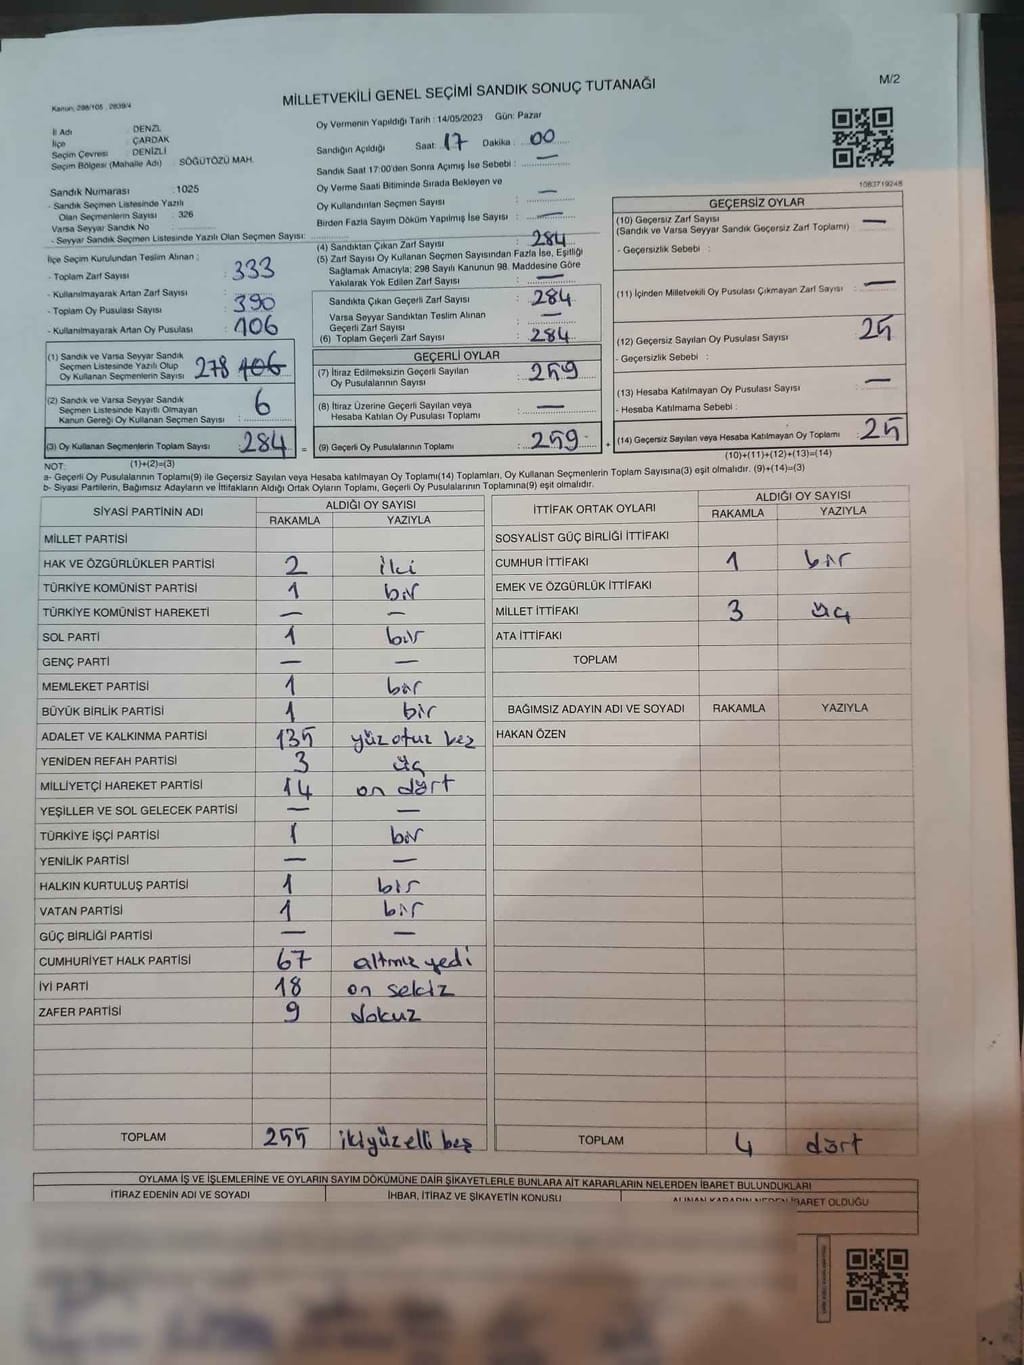 M/2
Kanun: 298/105 , 2839/4
MİLLETVEKİLİ GENEL SEÇİMİ SANDIK SONUÇ TUTANAĞI
İl Adı : DENİZLİ
İlçe : ÇARDAK
Seçim Çevresi : DENİZLİ
Seçim Bölgesi (Mahalle Adı) : SÖĞÜTÖZÜ MAH.
Sandık Numarası : 1025
- Sandık Seçmen Listesinde Yazılı
Olan Seçmenlerin Sayısı : 326
Varsa Seyyar Sandık No :
- Seyyar Sandık Seçmen Listesinde Yazılı Olan Seçmen Sayısı:
İlçe Seçim Kurulundan Teslim Alınan :
- Toplam Zarf Sayısı : 333
- Kullanılmayarak Artan Zarf Sayısı :
- Toplam Oy Pusulası Sayısı : 390
- Kullanılmayarak Artan Oy Pusulası : 106
(1) Sandık ve Varsa Seyyar Sandık
Seçmen Listesinde Yazılı Olup
Oy Kullanan Seçmenlerin Sayısı 278 106
(2) Sandık ve Varsa Seyyar Sandık
Seçmen Listesinde Kayıtlı Olmayan
Kanun Gereği Oy Kullanan Seçmen Sayısı : 6
(3) Oy Kullanan Seçmenlerin Toplam Sayısı : 284
Oy Vermenin Yapıldığı Tarih : 14/05/2023 Gün: Pazar
Sandığın Açıldığı Saat: 17 Dakika : 00
Sandık Saat 17:00'den Sonra Açımış İse Sebebi : —
Oy Verme Saati Bitiminde Sırada Bekleyen ve
Oy Kullandırılan Seçmen Sayısı : —
Birden Fazla Sayım Döküm Yapılmış İse Sayısı : —
(4) Sandıktan Çıkan Zarf Sayısı : 284
(5) Zarf Sayısı Oy Kullanan Seçmen Sayısından Fazla İse, Eşitliği
Sağlamak Amacıyla; 298 Sayılı Kanunun 98. Maddesine Göre
Yakılarak Yok Edilen Zarf Sayısı : —
Sandıkta Çıkan Geçerli Zarf Sayısı : 284
Varsa Seyyar Sandıktan Teslim Alınan
Geçerli Zarf Sayısı : —
(6) Toplam Geçerli Zarf Sayısı : 284
GEÇERLİ OYLAR
(7) İtiraz Edilmeksizin Geçerli Sayılan
Oy Pusulalarının Sayısı : 259
(8) İtiraz Üzerine Geçerli Sayılan veya
Hesaba Katılan Oy Pusulası Toplamı : —
= (9) Geçerli Oy Pusulalarının Toplamı : 259 +
1083719248
GEÇERSİZ OYLAR
(10) Geçersiz Zarf Sayısı : —
(Sandık ve Varsa Seyyar Sandık Geçersiz Zarf Toplamı)
- Geçersizlik Sebebi :
(11) İçinden Milletvekili Oy Pusulası Çıkmayan Zarf Sayısı : —
(12) Geçersiz Sayılan Oy Pusulası Sayısı : 25
- Geçersizlik Sebebi :
(13) Hesaba Katılmayan Oy Pusulası Sayısı : —
- Hesaba Katılmama Sebebi :
(14) Geçersiz Sayılan veya Hesaba Katılmayan Oy Toplamı : 25
(10)+(11)+(12)+(13)=(14)
NOT: (1)+(2)=(3)
a- Geçerli Oy Pusulalarının Toplamı(9) ile Geçersiz Sayılan veya Hesaba katılmayan Oy Toplamı(14) Toplamları, Oy Kullanan Seçmenlerin Toplam Sayısına(3) eşit olmalıdır. (9)+(14)=(3)
b- Siyasi Partilerin, Bağımsız Adayların ve İttifakların Aldığı Ortak Oyların Toplamı, Geçerli Oy Pusulalarının Toplamına(9) eşit olmalıdır.
SİYASİ PARTİNİN ADI ALDIĞI OY SAYISI
RAKAMLA YAZIYLA
MİLLET PARTİSİ
HAK VE ÖZGÜRLÜKLER PARTİSİ 2 iki
TÜRKİYE KOMÜNİST PARTİSİ 1 bir
TÜRKİYE KOMÜNİST HAREKETİ — —
SOL PARTİ 1 bir
GENÇ PARTİ — —
MEMLEKET PARTİSİ 1 bir
BÜYÜK BİRLİK PARTİSİ 1 bir
ADALET VE KALKINMA PARTİSİ 135 yüz otuz beş
YENİDEN REFAH PARTİSİ 3 üç
MİLLİYETÇİ HAREKET PARTİSİ 14 on dört
YEŞİLLER VE SOL GELECEK PARTİSİ — —
TÜRKİYE İŞÇİ PARTİSİ 1 bir
YENİLİK PARTİSİ — —
HALKIN KURTULUŞ PARTİSİ 1 bir
VATAN PARTİSİ 1 bir
GÜÇ BİRLİĞİ PARTİSİ — —
CUMHURİYET HALK PARTİSİ 67 altmış yedi
İYİ PARTİ 18 on sekiz
ZAFER PARTİSİ 9 dokuz
TOPLAM 255 ikiyüzelli beş
İTTİFAK ORTAK OYLARI ALDIĞI OY SAYISI
RAKAMLA YAZIYLA
SOSYALİST GÜÇ BİRLİĞİ İTTİFAKI
CUMHUR İTTİFAKI 1 bir
EMEK VE ÖZGÜRLÜK İTTİFAKI
MİLLET İTTİFAKI 3 üç
ATA İTTİFAKI
TOPLAM
BAĞIMSIZ ADAYIN ADI VE SOYADI RAKAMLA YAZIYLA
HAKAN ÖZEN
TOPLAM 4 dört
OYLAMA İŞ VE İŞLEMLERİNE VE OYLARIN SAYIM DÖKÜMÜNE DAİR ŞİKAYETLERLE BUNLARA AİT KARARLARIN NELERDEN İBARET BULUNDUKLARI
İTİRAZ EDENİN ADI VE SOYADI İHBAR, İTİRAZ VE ŞİKAYETİN KONUSU ALINAN KARARIN NEDEN İBARET OLDUĞU